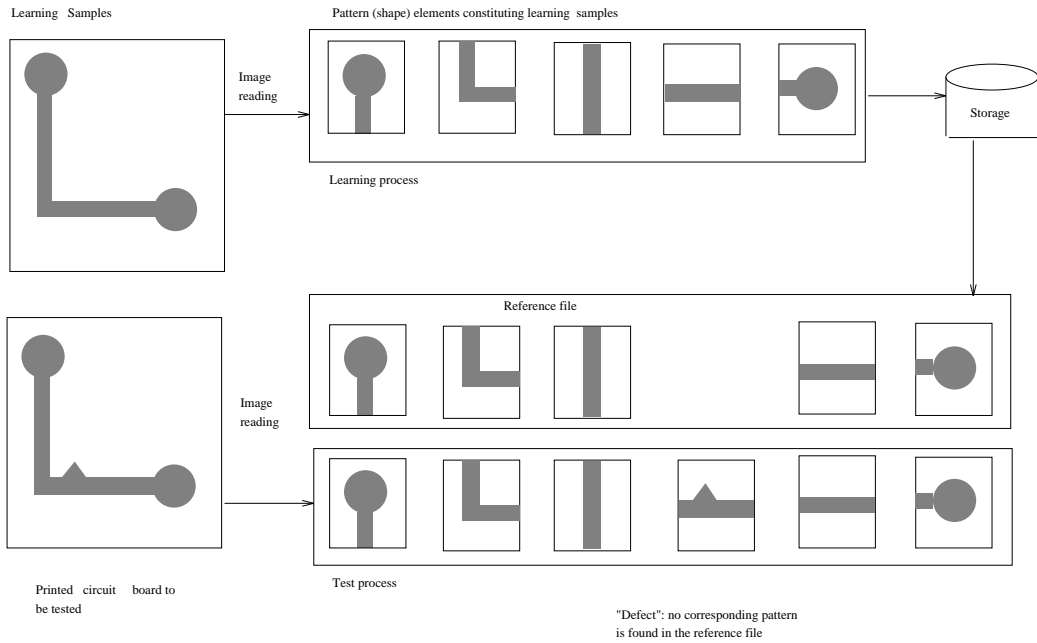 Learning Samples
Pattern (shape) elements constituting learning samples
Image
reading
Storage
Learning process
Reference file
Image
reading
Test process
Printed circuit board to
be tested
"Defect": no corresponding pattern
is found in the reference file